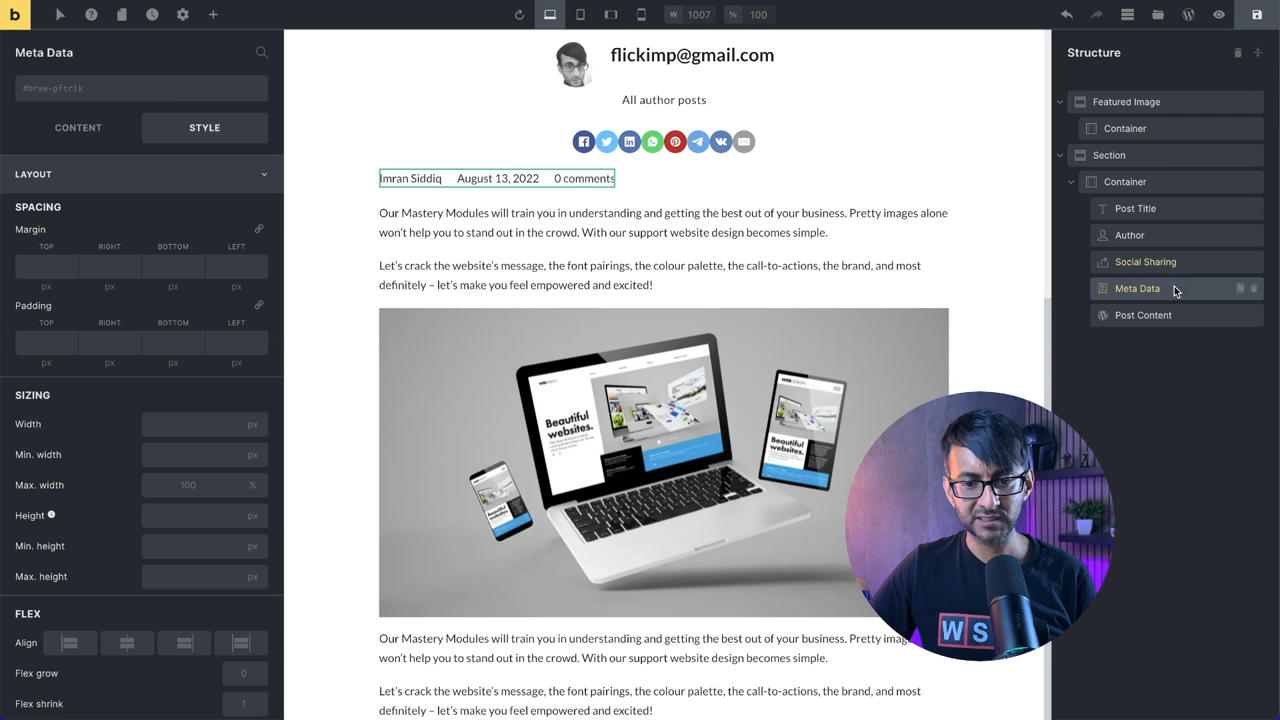 b
W 1007 % 100
Meta Data
#brxe-pftrlk
CONTENT STYLE
LAYOUT
SPACING
Margin
TOP RIGHT BOTTOM LEFT
px px px px
Padding
TOP RIGHT BOTTOM LEFT
px px px px
SIZING
Width px
Min. width px
Max. width 100 %
Height px
Min. height px
Max. height px
FLEX
Align
Flex grow 0
Flex shrink 1
flickimp@gmail.com
All author posts
Imran Siddiq August 13, 2022 0 comments
Our Mastery Modules will train you in understanding and getting the best out of your business. Pretty images alone
won't help you to stand out in the crowd. With our support website design becomes simple.
Let's crack the website's message, the font pairings, the colour palette, the call-to-actions, the brand, and most
definitely – let's make you feel empowered and excited!
Beautiful
websites.
Beautiful
websites.
Our Mastery Modules will train you in understanding and getting the best out of your business. Pretty
won't help you to stand out in the crowd. With our support website design becomes simple.
Let's crack the website's message, the font pairings, the colour palette, the call-to-actions, the brand, and most
definitely – let's make you feel empowered and excited!
Structure
Featured Image
Container
Section
Container
Post Title
Author
Social Sharing
Meta Data
Post Content
WS